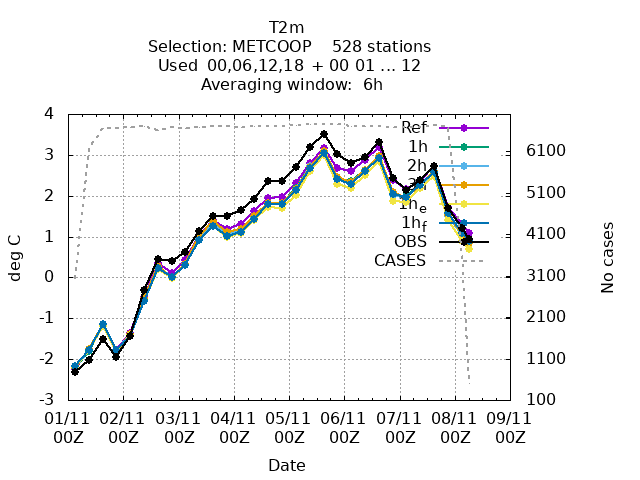 T2m
Selection: METCOOP 528 stations
Used 00,06,12,18 + 00 01 ... 12
Averaging window: 6h
4
3
2
1
0
-1
-2
-3
deg C
6100
5100
4100
3100
2100
1100
100
No cases
Ref
1h
2h
1h_e
1h_f
OBS
CASES
01/11 02/11 03/11 04/11 05/11 06/11 07/11 08/11 09/11
00Z 00Z 00Z 00Z 00Z 00Z 00Z 00Z 00Z
Date